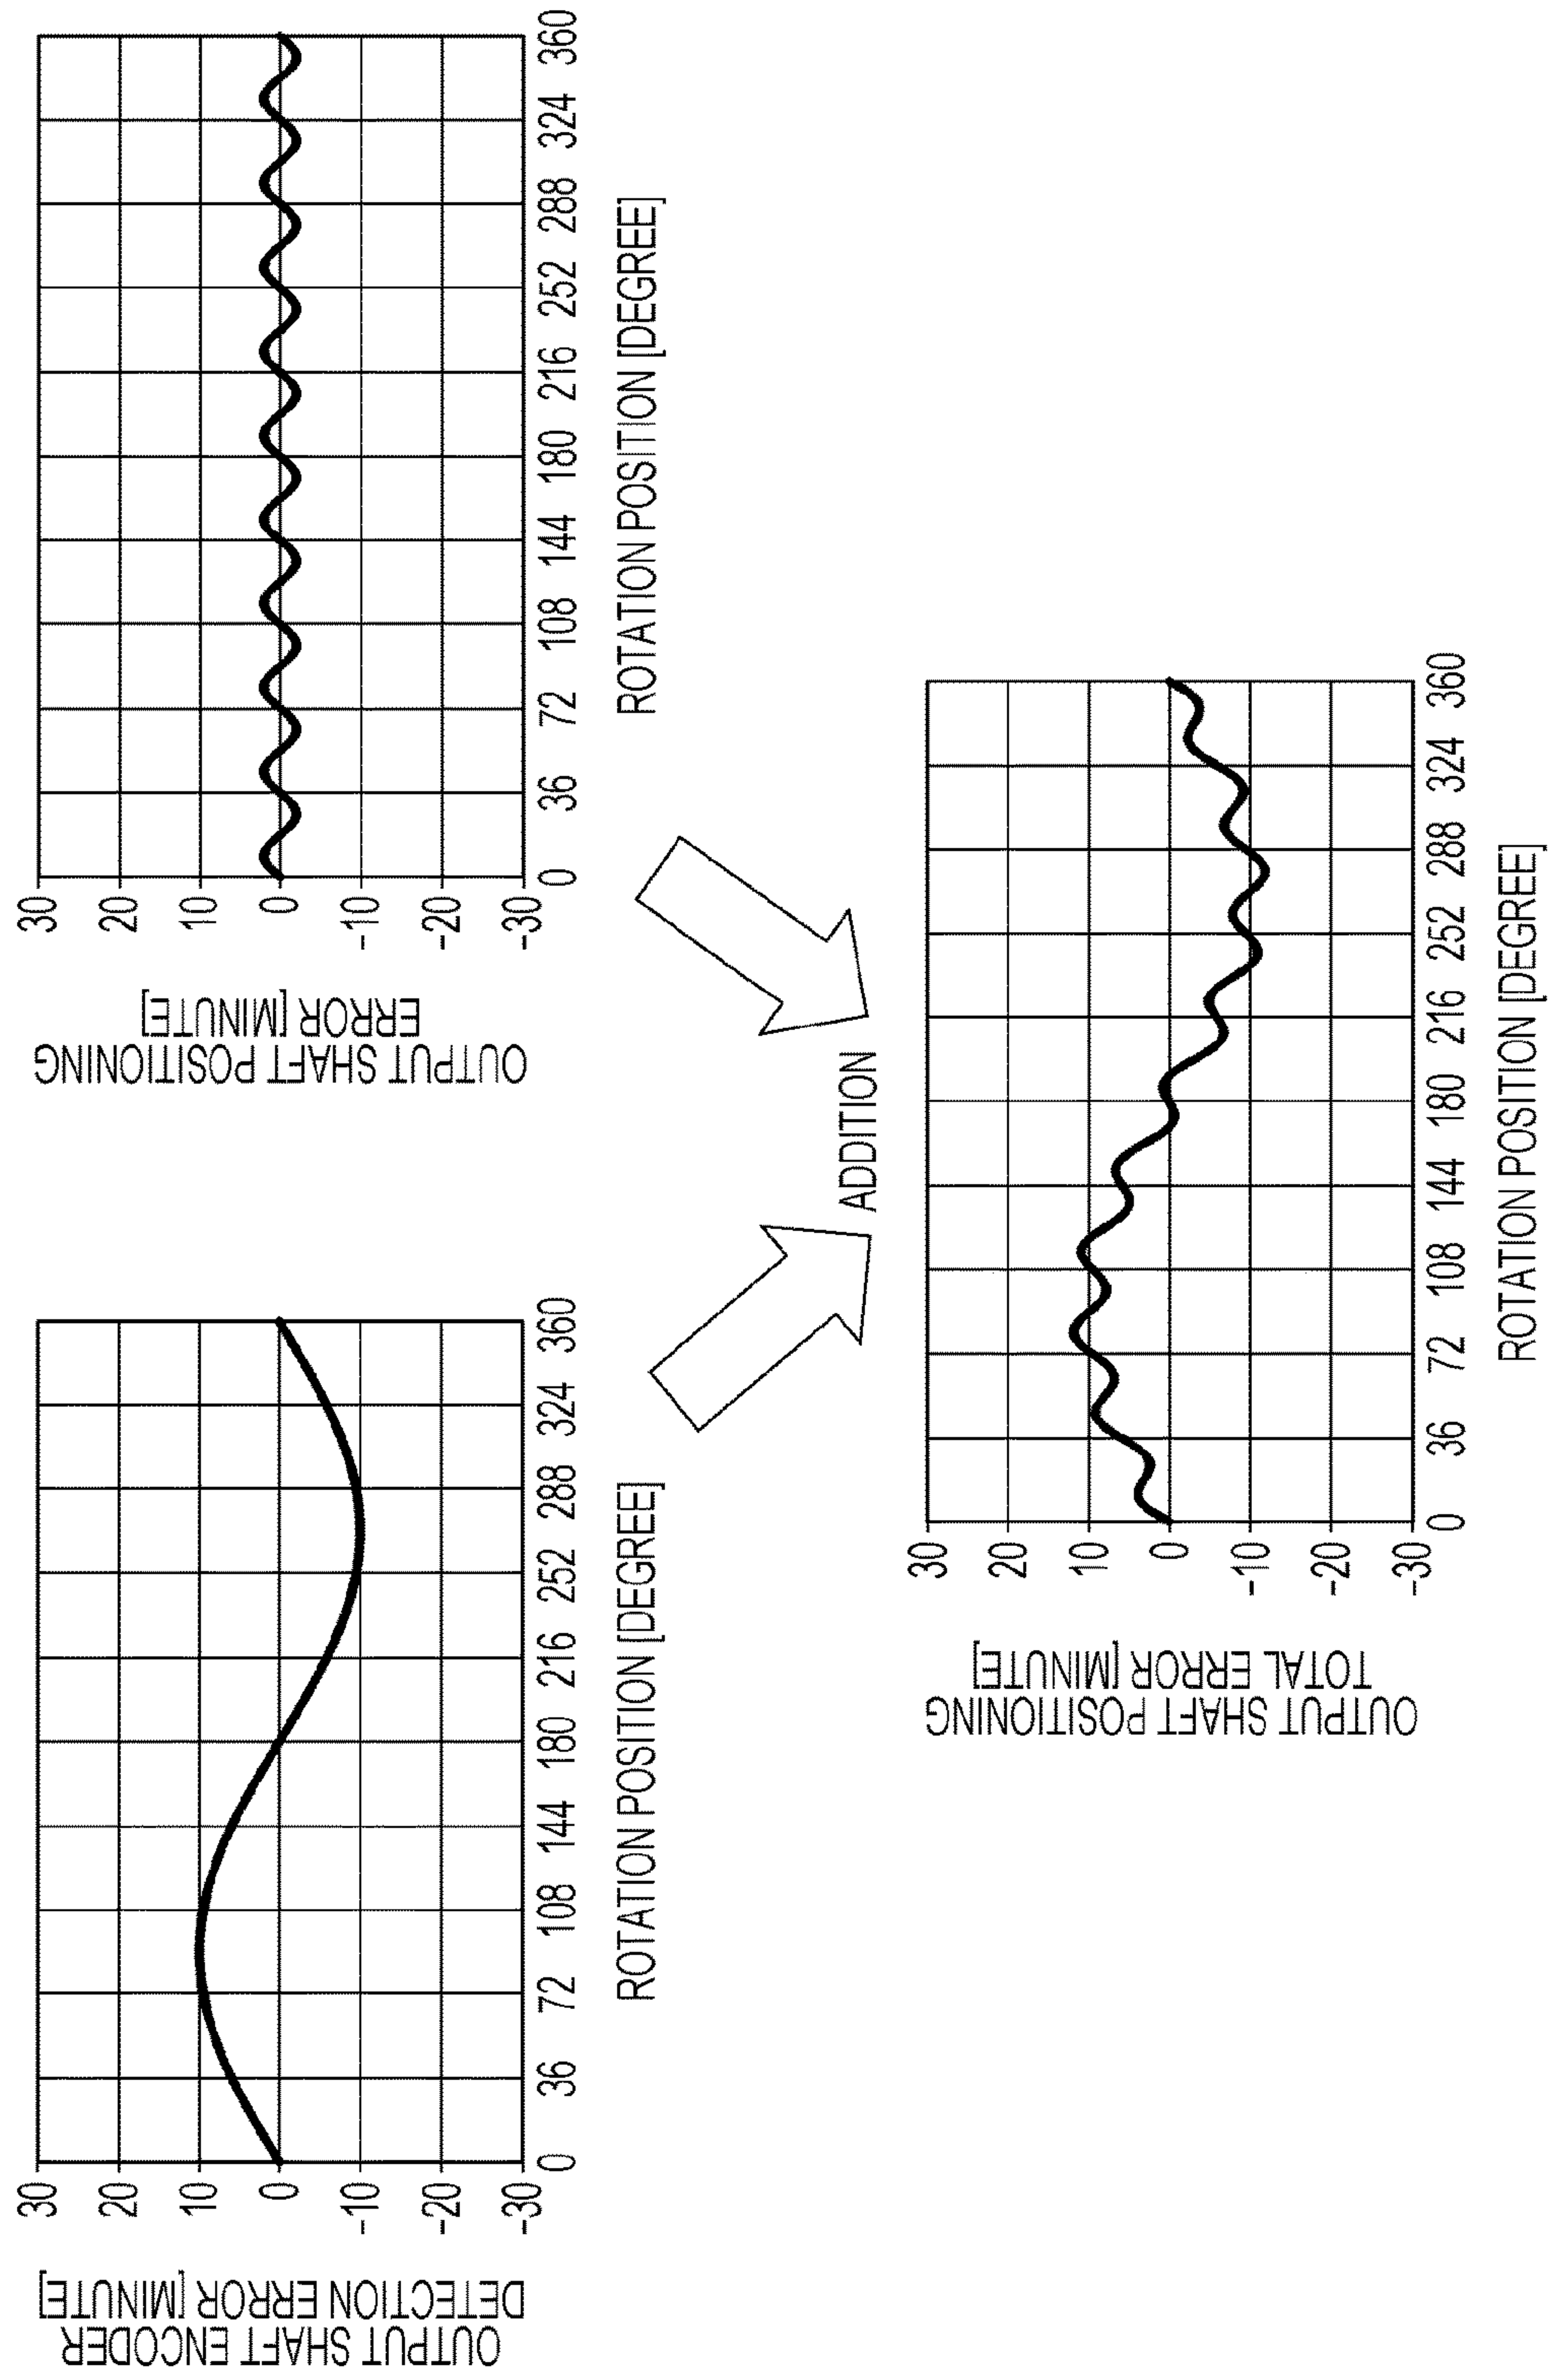 OUTPUT SHAFT ENCODER
DETECTION ERROR [MINUTE]
30
20
10
0
-10
-20
-30
0 36 72 108 144 180 216 252 288 324 360
ROTATION POSITION [DEGREE]
OUTPUT SHAFT POSITIONING
ERROR [MINUTE]
30
20
10
0
-10
-20
-30
0 36 72 108 144 180 216 252 288 324 360
ROTATION POSITION [DEGREE]
ADDITION
OUTPUT SHAFT POSITIONING
TOTAL ERROR [MINUTE]
30
20
10
0
-10
-20
-30
0 36 72 108 144 180 216 252 288 324 360
ROTATION POSITION [DEGREE]